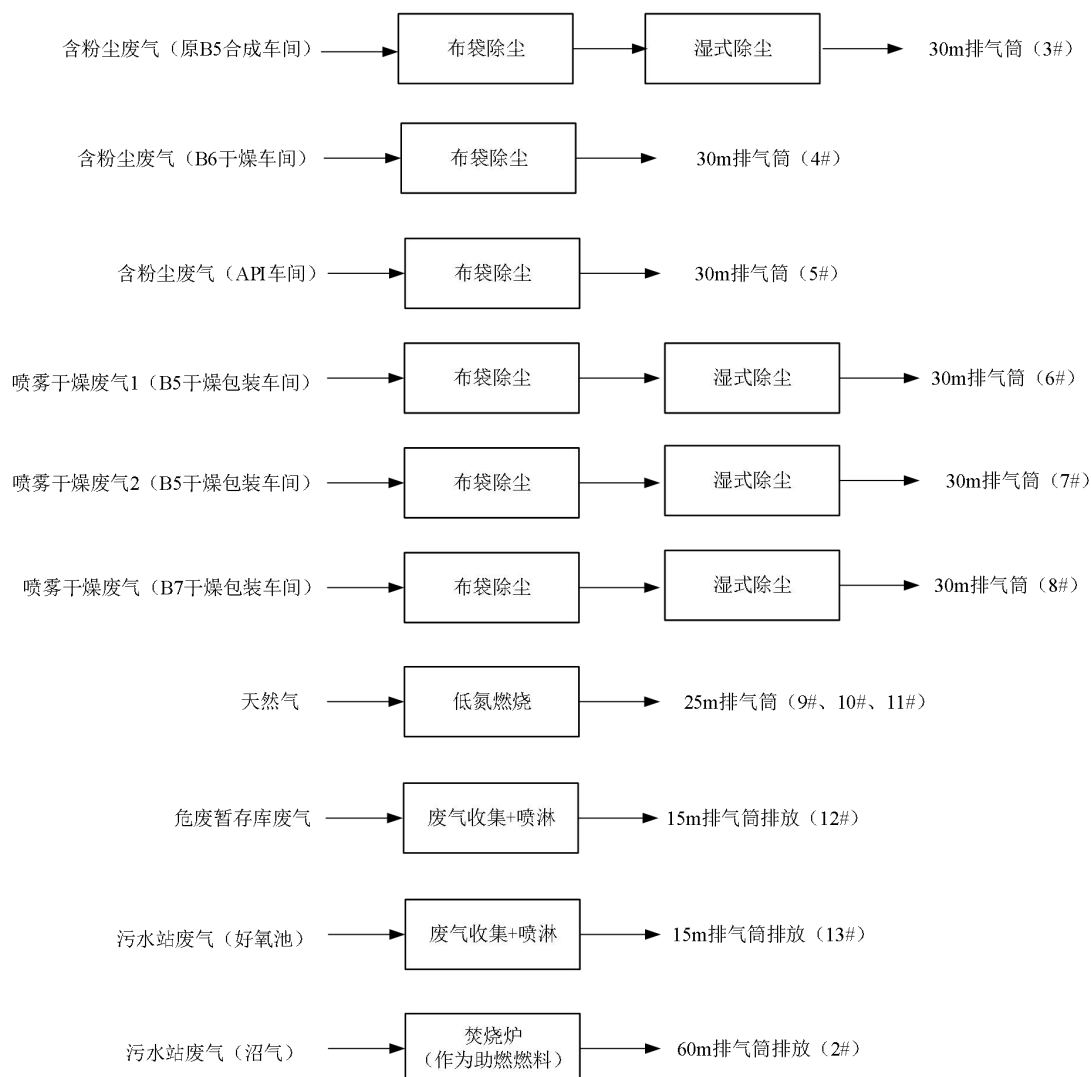 含粉尘废气（原B5合成车间） 布袋除尘 湿式除尘 30m排气筒（3#）
含粉尘废气（B6干燥车间） 布袋除尘 30m排气筒（4#）
含粉尘废气（API车间） 布袋除尘 30m排气筒（5#）
喷雾干燥废气1（B5干燥包装车间） 布袋除尘 湿式除尘 30m排气筒（6#）
喷雾干燥废气2（B5干燥包装车间） 布袋除尘 湿式除尘 30m排气筒（7#）
喷雾干燥废气（B7干燥包装车间） 布袋除尘 湿式除尘 30m排气筒（8#）
天然气 低氮燃烧 25m排气筒（9#、10#、11#）
危废暂存库废气 废气收集+喷淋 15m排气筒排放（12#）
污水站废气（好氧池） 废气收集+喷淋 15m排气筒排放（13#）
污水站废气（沼气） 焚烧炉 60m排气筒排放（2#）
（作为助燃燃料）